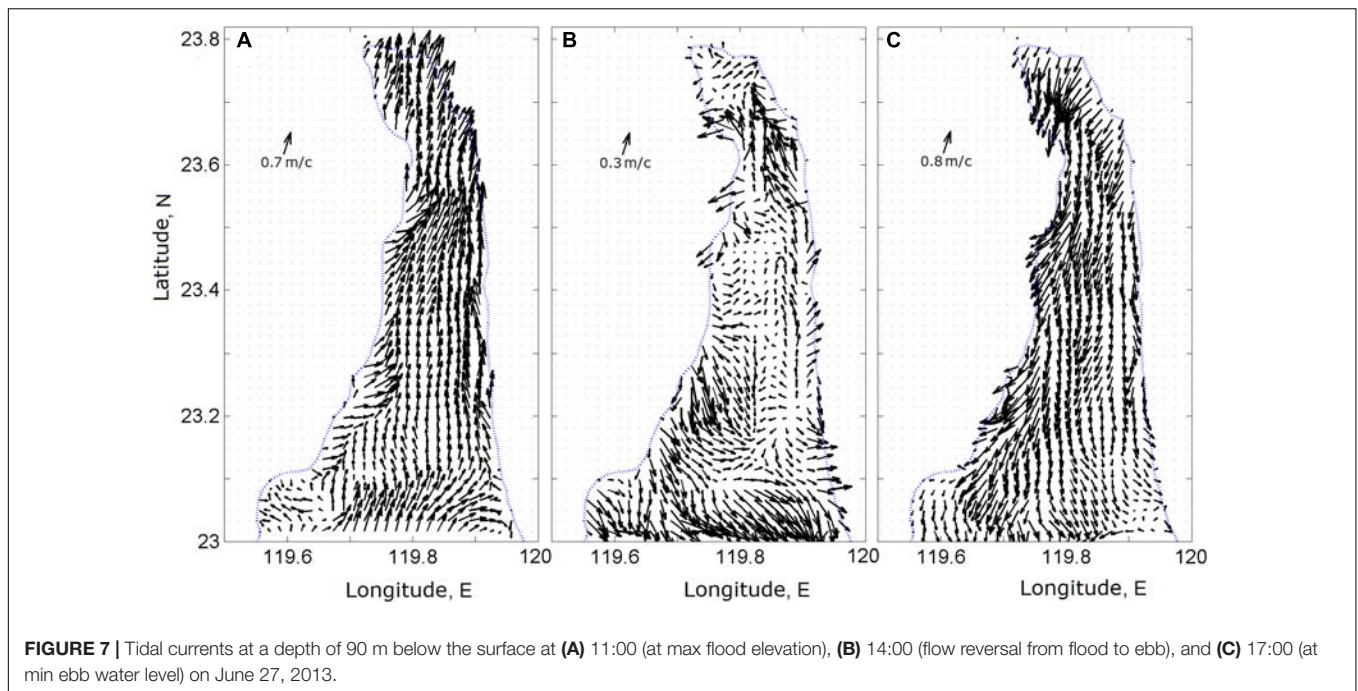 A
B
C
23.8
23.6
23.4
23.2
23
Latitude, N
0.7 m/c
0.3 m/c
0.8 m/c
119.6
119.8
120
119.6
119.8
120
119.6
119.8
120
Longitude, E
Longitude, E
Longitude, E
FIGURE 7 | Tidal currents at a depth of 90 m below the surface at (A) 11:00 (at max flood elevation), (B) 14:00 (flow reversal from flood to ebb), and (C) 17:00 (at
min ebb water level) on June 27, 2013.